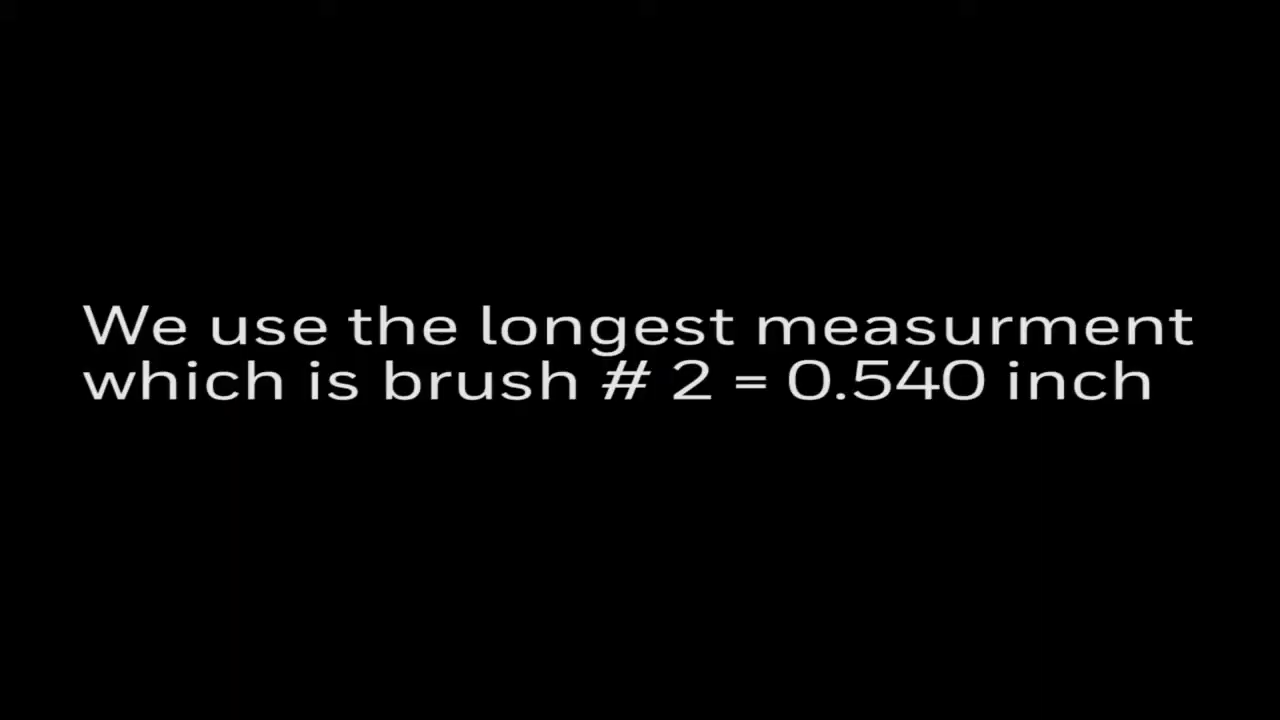 We use the longest measurment
which is brush # 2 = 0.540 inch